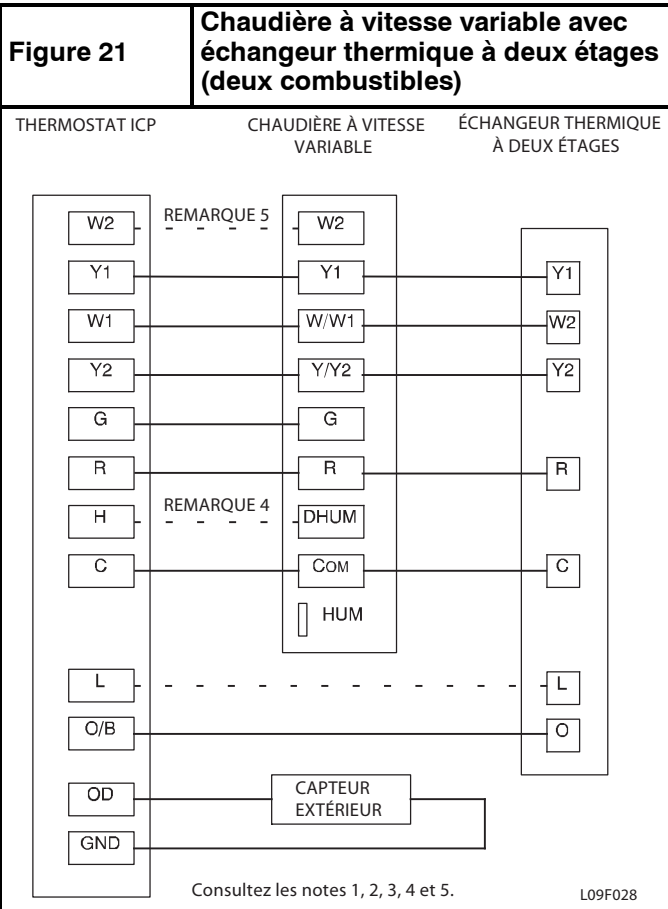 Figure 21
Chaudière à vitesse variable avec
échangeur thermique à deux étages
(deux combustibles)
THERMOSTAT ICP
CHAUDIÈRE À VITESSE
VARIABLE
ÉCHANGEUR THERMIQUE
À DEUX ÉTAGES
W2 REMARQUE 5 W2
Y1 Y1 Y1
W1 W/W1 W2
Y2 Y/Y2 Y2
G G
R R R
H REMARQUE 4 DHUM
C COM C
HUM
L L
O/B O
OD CAPTEUR
EXTÉRIEUR
GND
Consultez les notes 1, 2, 3, 4 et 5.
L09F028